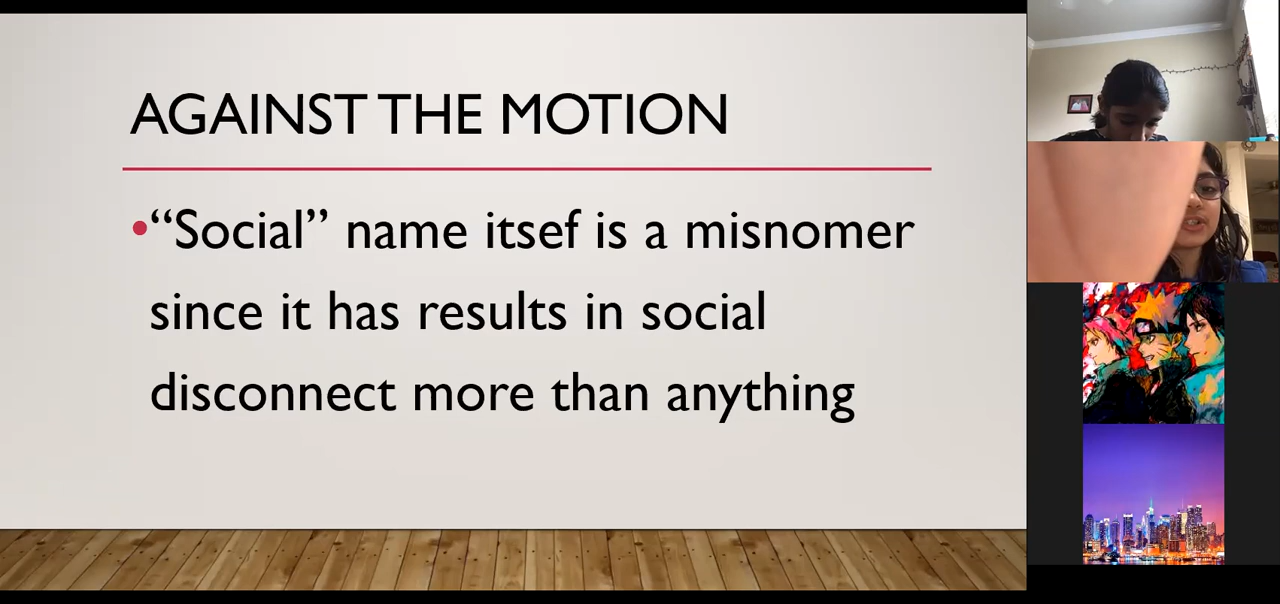 AGAINST THE MOTION
•“Social” name itsef is a misnomer
since it has results in social
disconnect more than anything